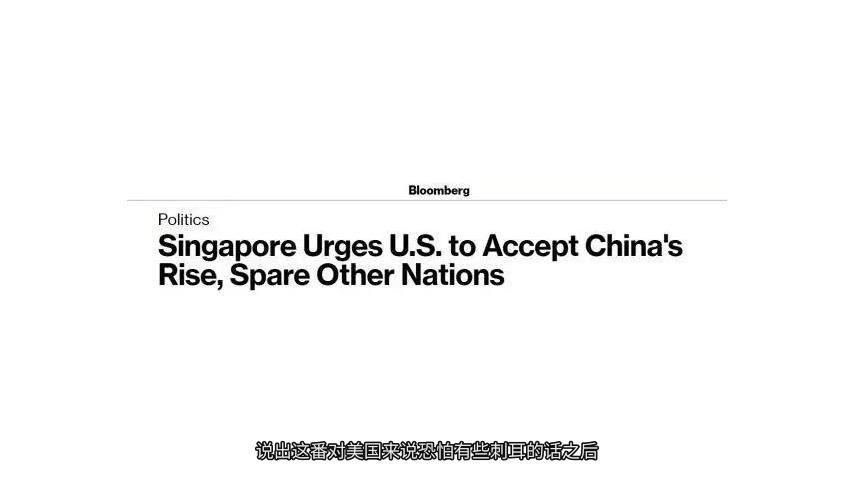 Bloomberg
Politics
Singapore Urges U.S. to Accept China's
Rise, Spare Other Nations
说出这番对美国来说恐怕有些刺耳的话之后